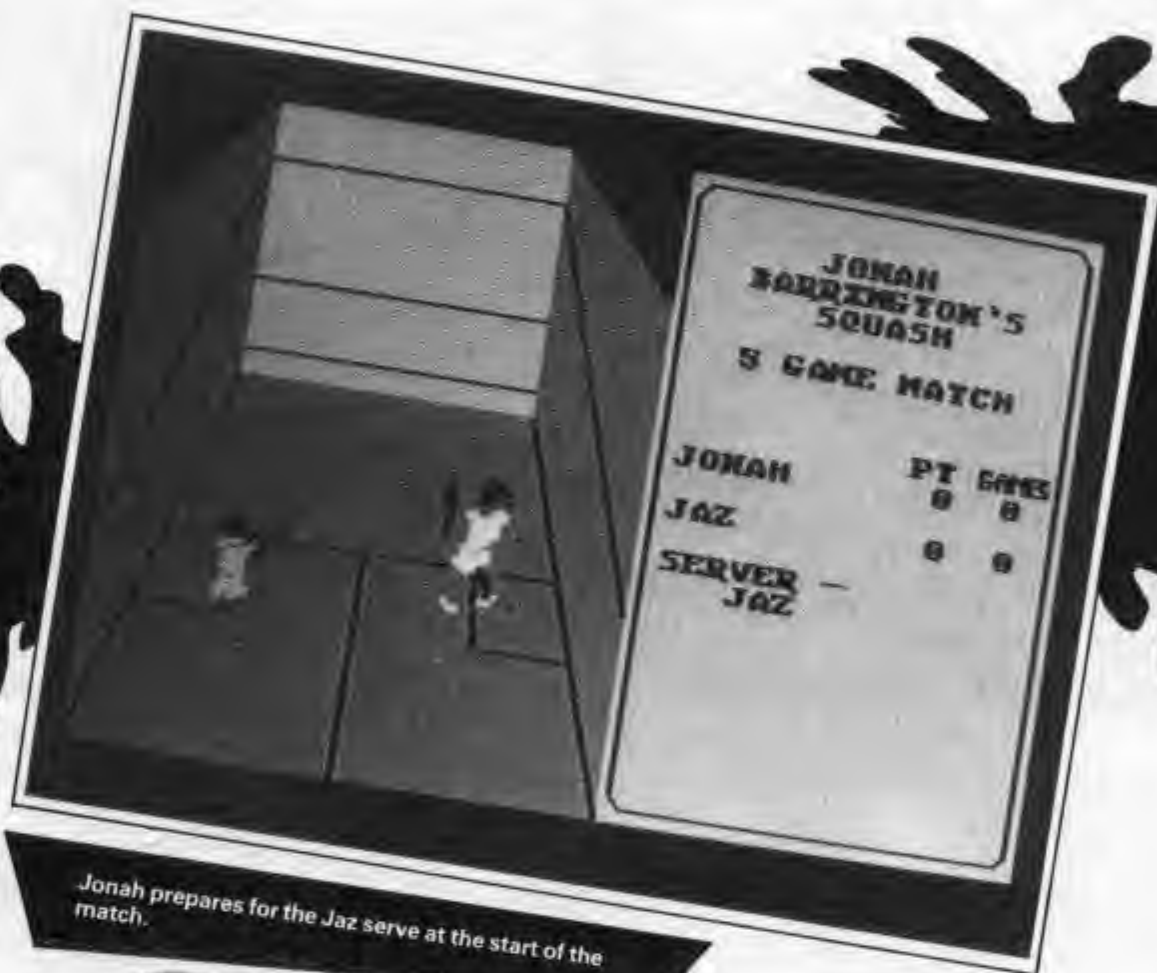 JONAH
BARRINGTON'S
SQUASH
5 GAME MATCH
PT GAMES
JONAH 0 0
JAZ 0 0
SERVER -
JAZ
Jonah prepares for the Jaz serve at the start of the
match.